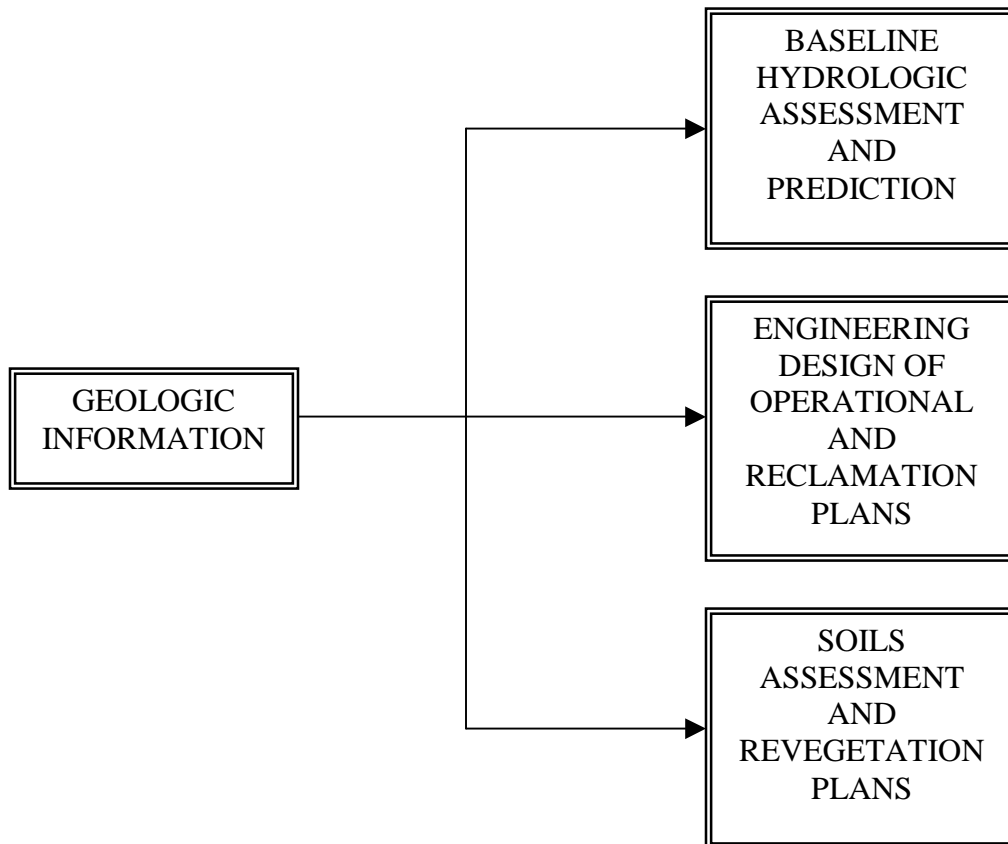 BASELINE
HYDROLOGIC
ASSESSMENT
AND
PREDICTION
GEOLOGIC
INFORMATION
ENGINEERING
DESIGN OF
OPERATIONAL
AND
RECLAMATION
PLANS
SOILS
ASSESSMENT
AND
REVEGETATION
PLANS